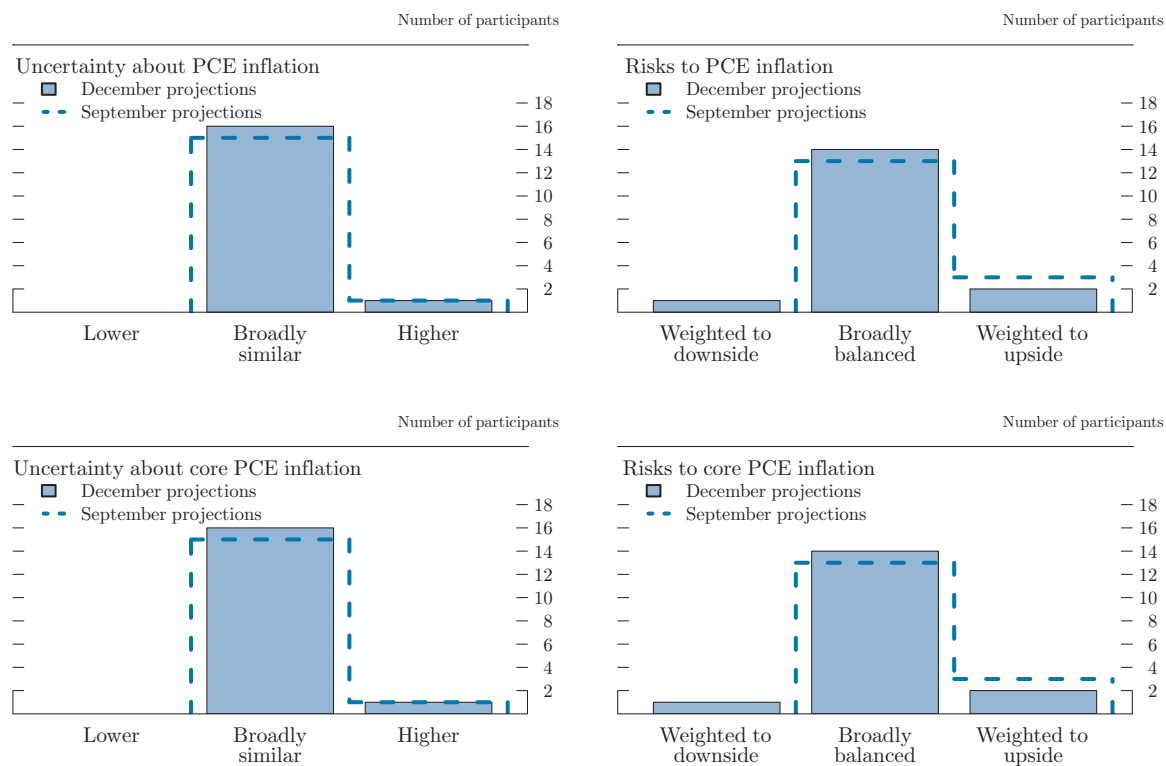 Number of participants
Uncertainty about PCE inflation
December projections
September projections
18
16
14
12
10
8
6
4
2
Lower
Broadly
similar
Higher
Number of participants
Risks to PCE inflation
December projections
September projections
18
16
14
12
10
8
6
4
2
Weighted to
downside
Broadly
balanced
Weighted to
upside
Number of participants
Uncertainty about core PCE inflation
December projections
September projections
18
16
14
12
10
8
6
4
2
Lower
Broadly
similar
Higher
Number of participants
Risks to core PCE inflation
December projections
September projections
18
16
14
12
10
8
6
4
2
Weighted to
downside
Broadly
balanced
Weighted to
upside